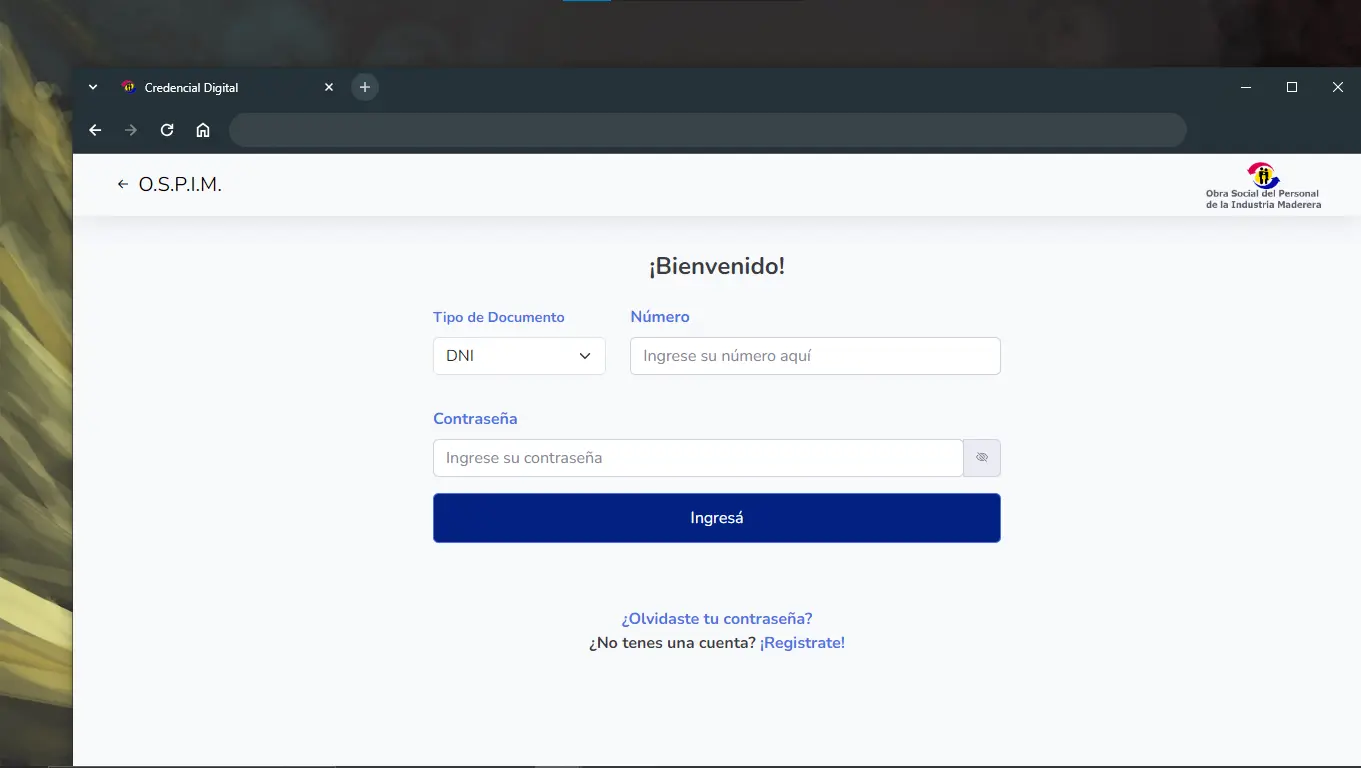 Credencial Digital
O.S.P.I.M.
Obra Social del Personal
de la Industria Maderera
¡Bienvenido!
Tipo de Documento
Número
DNI
Ingrese su número aquí
Contraseña
Ingrese su contraseña
Ingresá
¿Olvidaste tu contraseña?
¿No tenes una cuenta? ¡Registrate!